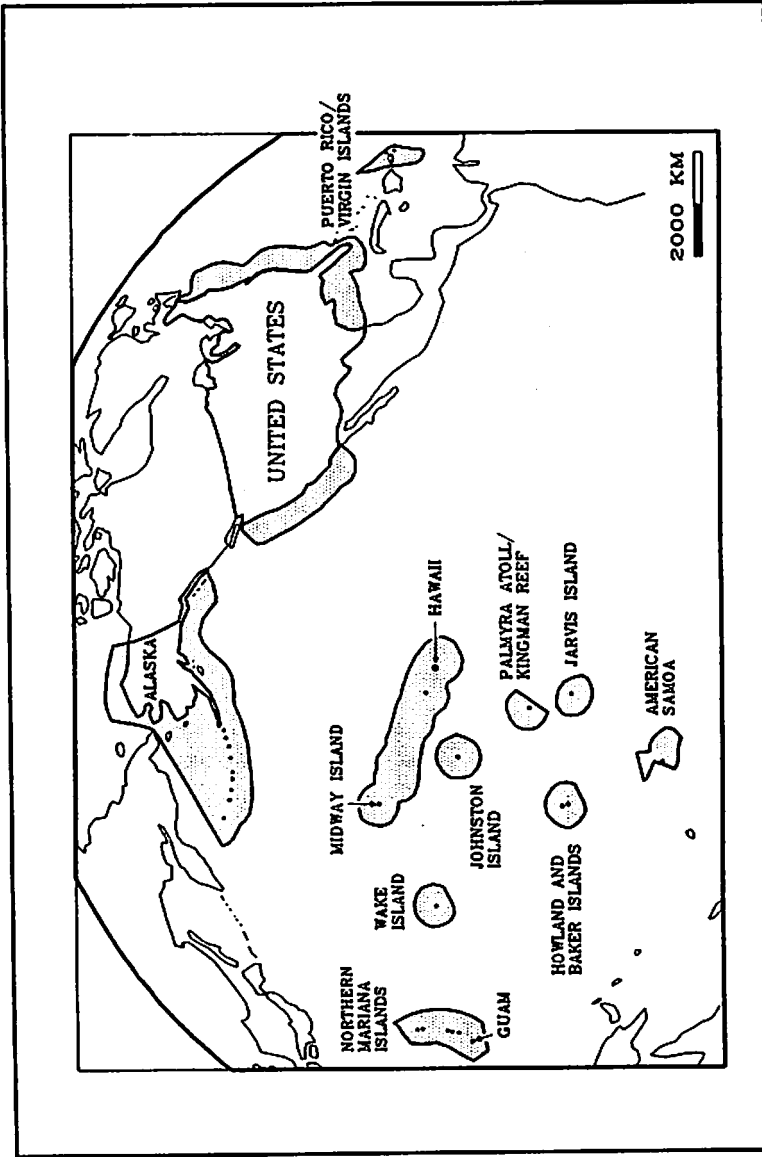 ALASKA
UNITED STATES
PUERTO RICO/
VIRGIN ISLANDS
MIDWAY ISLAND
HAWAII
NORTHERN
MARIANA
ISLANDS
WAKE
ISLAND
JOHNSTON
ISLAND
PALMYRA ATOLL/
KINGMAN REEF
GUAM
HOWLAND AND
BAKER ISLANDS
JARVIS ISLAND
AMERICAN
SAMOA
2000 KM